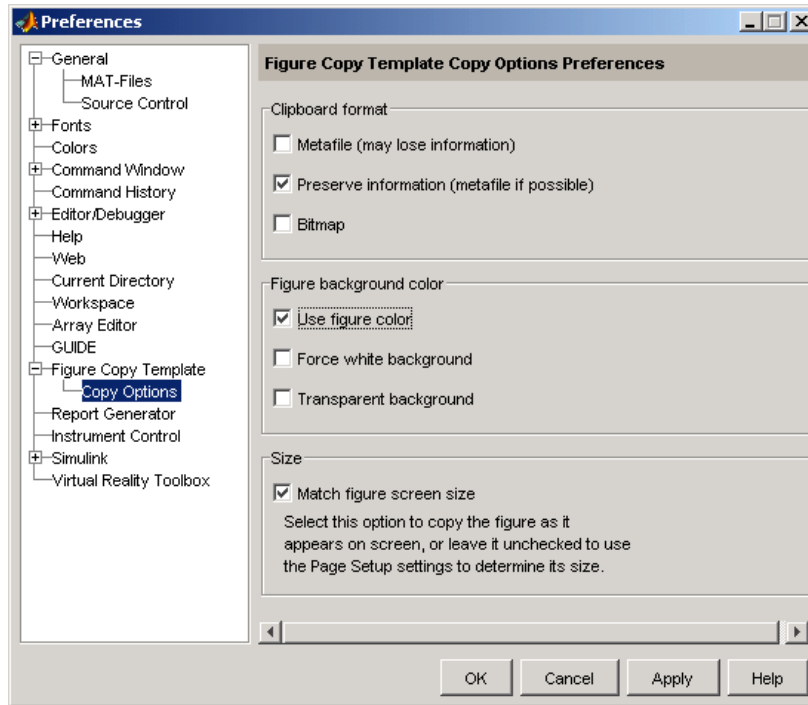 Preferences
General
MAT-Files
Source Control
Fonts
Colors
Command Window
Command History
Editor/Debugger
Help
Web
Current Directory
Workspace
Array Editor
GUIDE
Figure Copy Template
Copy Options
Report Generator
Instrument Control
Simulink
Virtual Reality Toolbox
Figure Copy Template Copy Options Preferences
Clipboard format
Metafile (may lose information)
Preserve information (metafile if possible)
Bitmap
Figure background color
Use figure color
Force white background
Transparent background
Size
Match figure screen size
Select this option to copy the figure as it
appears on screen, or leave it unchecked to use
the Page Setup settings to determine its size.
OK
Cancel
Apply
Help